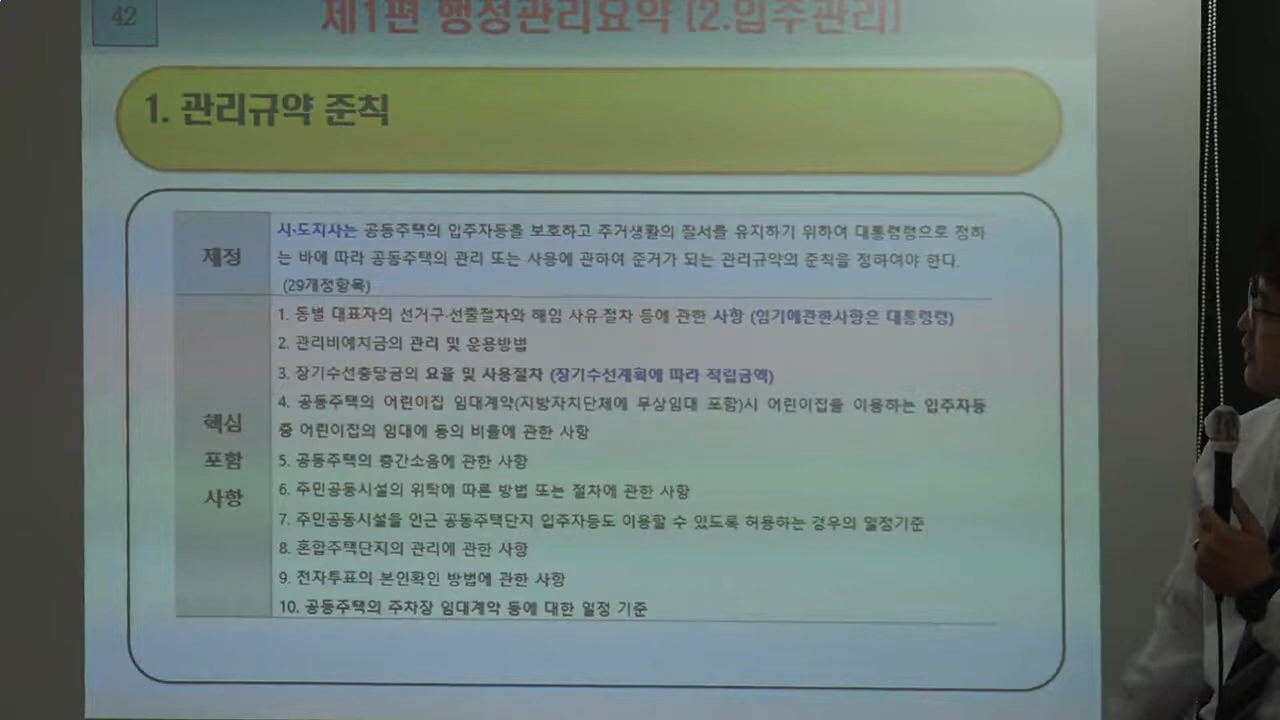 42
제1편 행정관리요약 [2.입주관리]
1. 관리규약 준칙
제정
시·도지사는 공동주택의 입주자등을 보호하고 주거생활의 질서를 유지하기 위하여 대통령령으로 정하
는 바에 따라 공동주택의 관리 또는 사용에 관하여 준거가 되는 관리규약의 준칙을 정하여야 한다.
(29개정항목)
핵심
포함
사항
1. 동별 대표자의 선거구·선출절차와 해임 사유·절차 등에 관한 사항 (임기에관한사항은 대통령령)
2. 관리비예치금의 관리 및 운용방법
3. 장기수선충당금의 요율 및 사용절차 (장기수선계획에 따라 적립금액)
4. 공동주택의 어린이집 임대계약(지방자치단체에 무상임대 포함)시 어린이집을 이용하는 입주자등
중 어린이집의 임대에 동의 비율에 관한 사항
5. 공동주택의 층간소음에 관한 사항
6. 주민공동시설의 위탁에 따른 방법 또는 절차에 관한 사항
7. 주민공동시설을 인근 공동주택단지 입주자등도 이용할 수 있도록 허용하는 경우의 일정기준
8. 혼합주택단지의 관리에 관한 사항
9. 전자투표의 본인확인 방법에 관한 사항
10. 공동주택의 주차장 임대계약 등에 대한 일정 기준